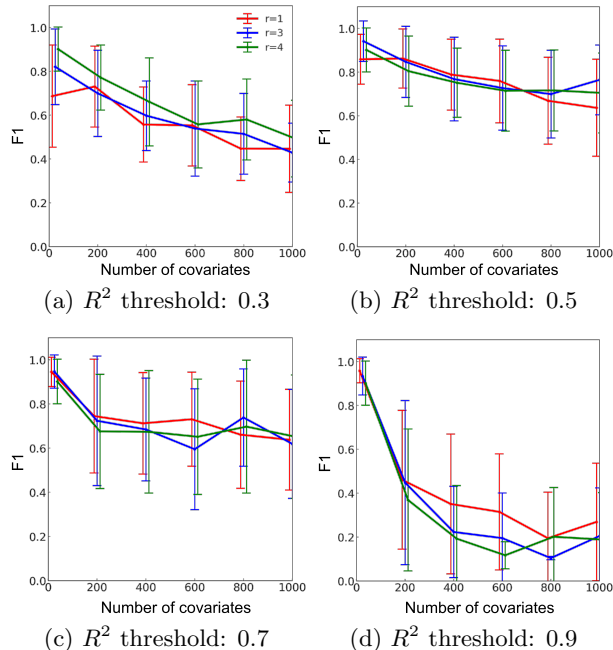 1.0
0.8
0.6
0.4
0.2
0.0
F1
r=1
r=3
r=4
0 200 400 600 800 1000
Number of covariates
(a) R² threshold: 0.3
1.0
0.8
0.6
0.4
0.2
0.0
F1
0 200 400 600 800 1000
Number of covariates
(b) R² threshold: 0.5
1.0
0.8
0.6
0.4
0.2
0.0
F1
0 200 400 600 800 1000
Number of covariates
(c) R² threshold: 0.7
1.0
0.8
0.6
0.4
0.2
0.0
F1
0 200 400 600 800 1000
Number of covariates
(d) R² threshold: 0.9